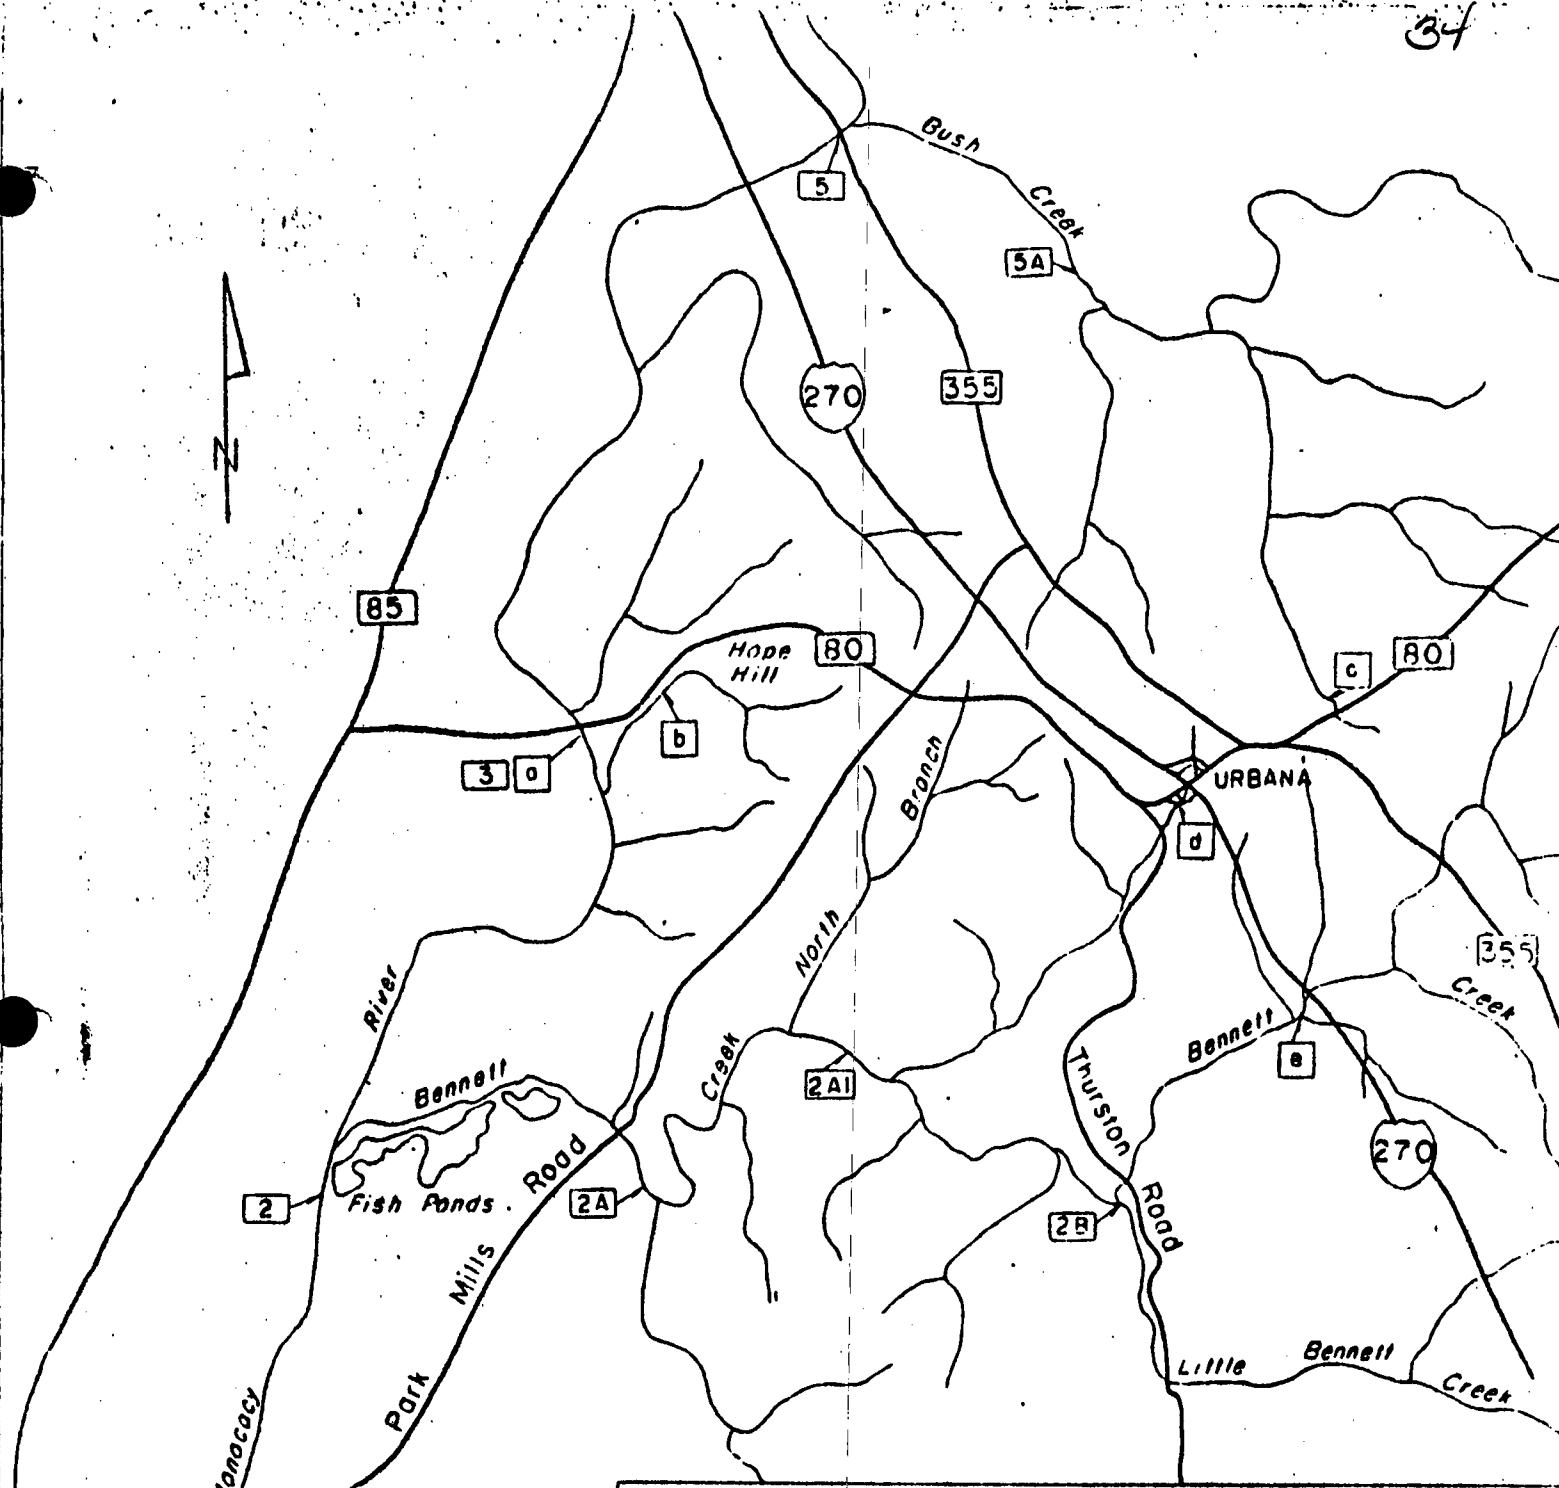 34
Bush
Creek
5
5A
N
270
355
85
Hope
Hill
80
c
80
b
3
a
Branch
URBANA
d
North
355
River
Creek
Bennett
Creek
Bennett
e
2A1
Thurston
Road
270
Fish Ponds
Road
2A
2
2B
Mills
Park
Little
Bennett
Creek